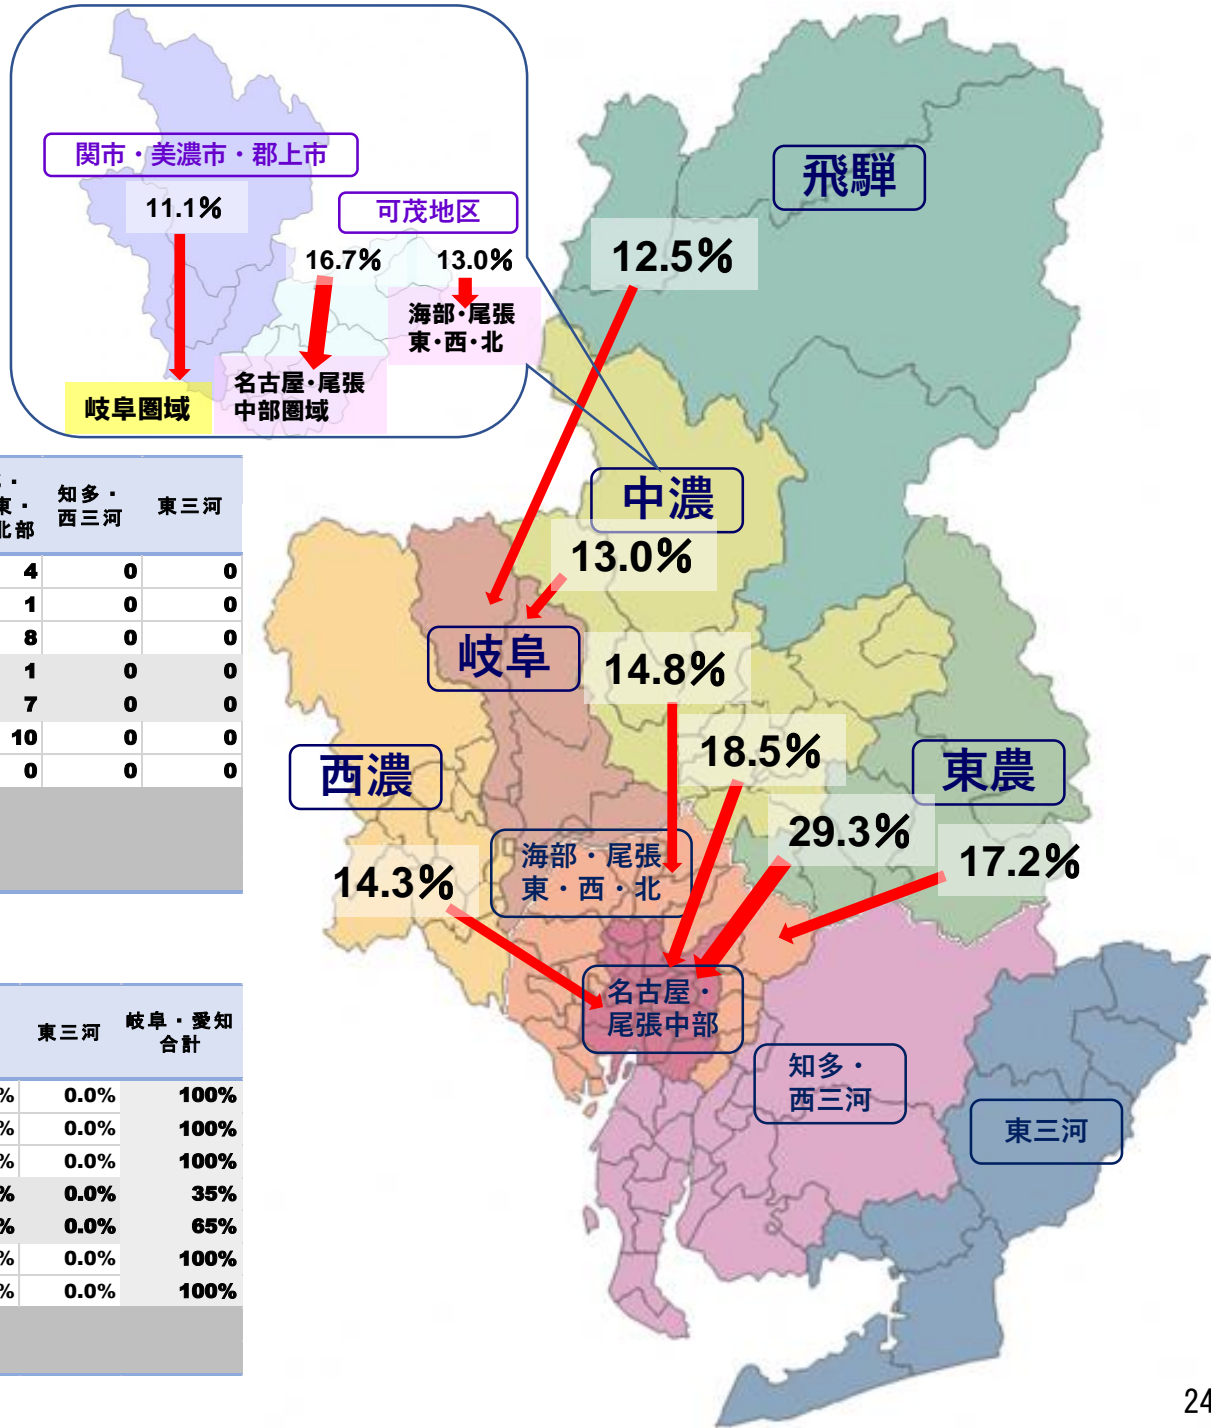 関市・美濃市・郡上市
11.1%
可茂地区
16.7%
13.0%
海部・尾張
東・西・北
名古屋・尾張
中部圏域
岐阜圏域
飛騨
12.5%
中濃
13.0%
岐阜
14.8%
西濃
18.5%
東濃
29.3%
17.2%
海部・尾張
東・西・北
14.3%
名古屋・
尾張中部
知多・
西三河
東三河
東・
北部
知多・
西三河
東三河
4 0 0
1 0 0
8 0 0
1 0 0
7 0 0
10 0 0
0 0 0
東三河
岐阜・愛知
合計
% 0.0% 100%
% 0.0% 100%
% 0.0% 100%
% 0.0% 35%
% 0.0% 65%
% 0.0% 100%
% 0.0% 100%
24